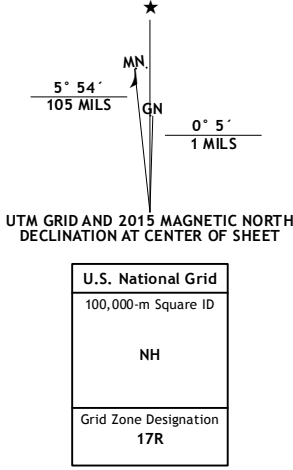 MN.
5° 54´
105 MILS
GN
0° 5´
1 MILS
UTM GRID AND 2015 MAGNETIC NORTH
DECLINATION AT CENTER OF SHEET
U.S. National Grid
100,000-m Square ID
NH
Grid Zone Designation
17R